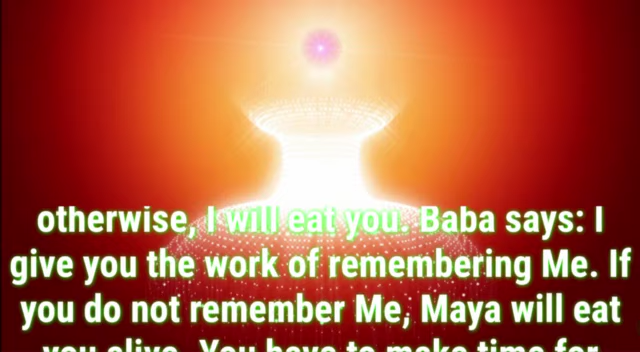 otherwise, I will eat you. Baba says: I
give you the work of remembering Me. If
you do not remember Me, Maya will eat
you alive. You have to make time for